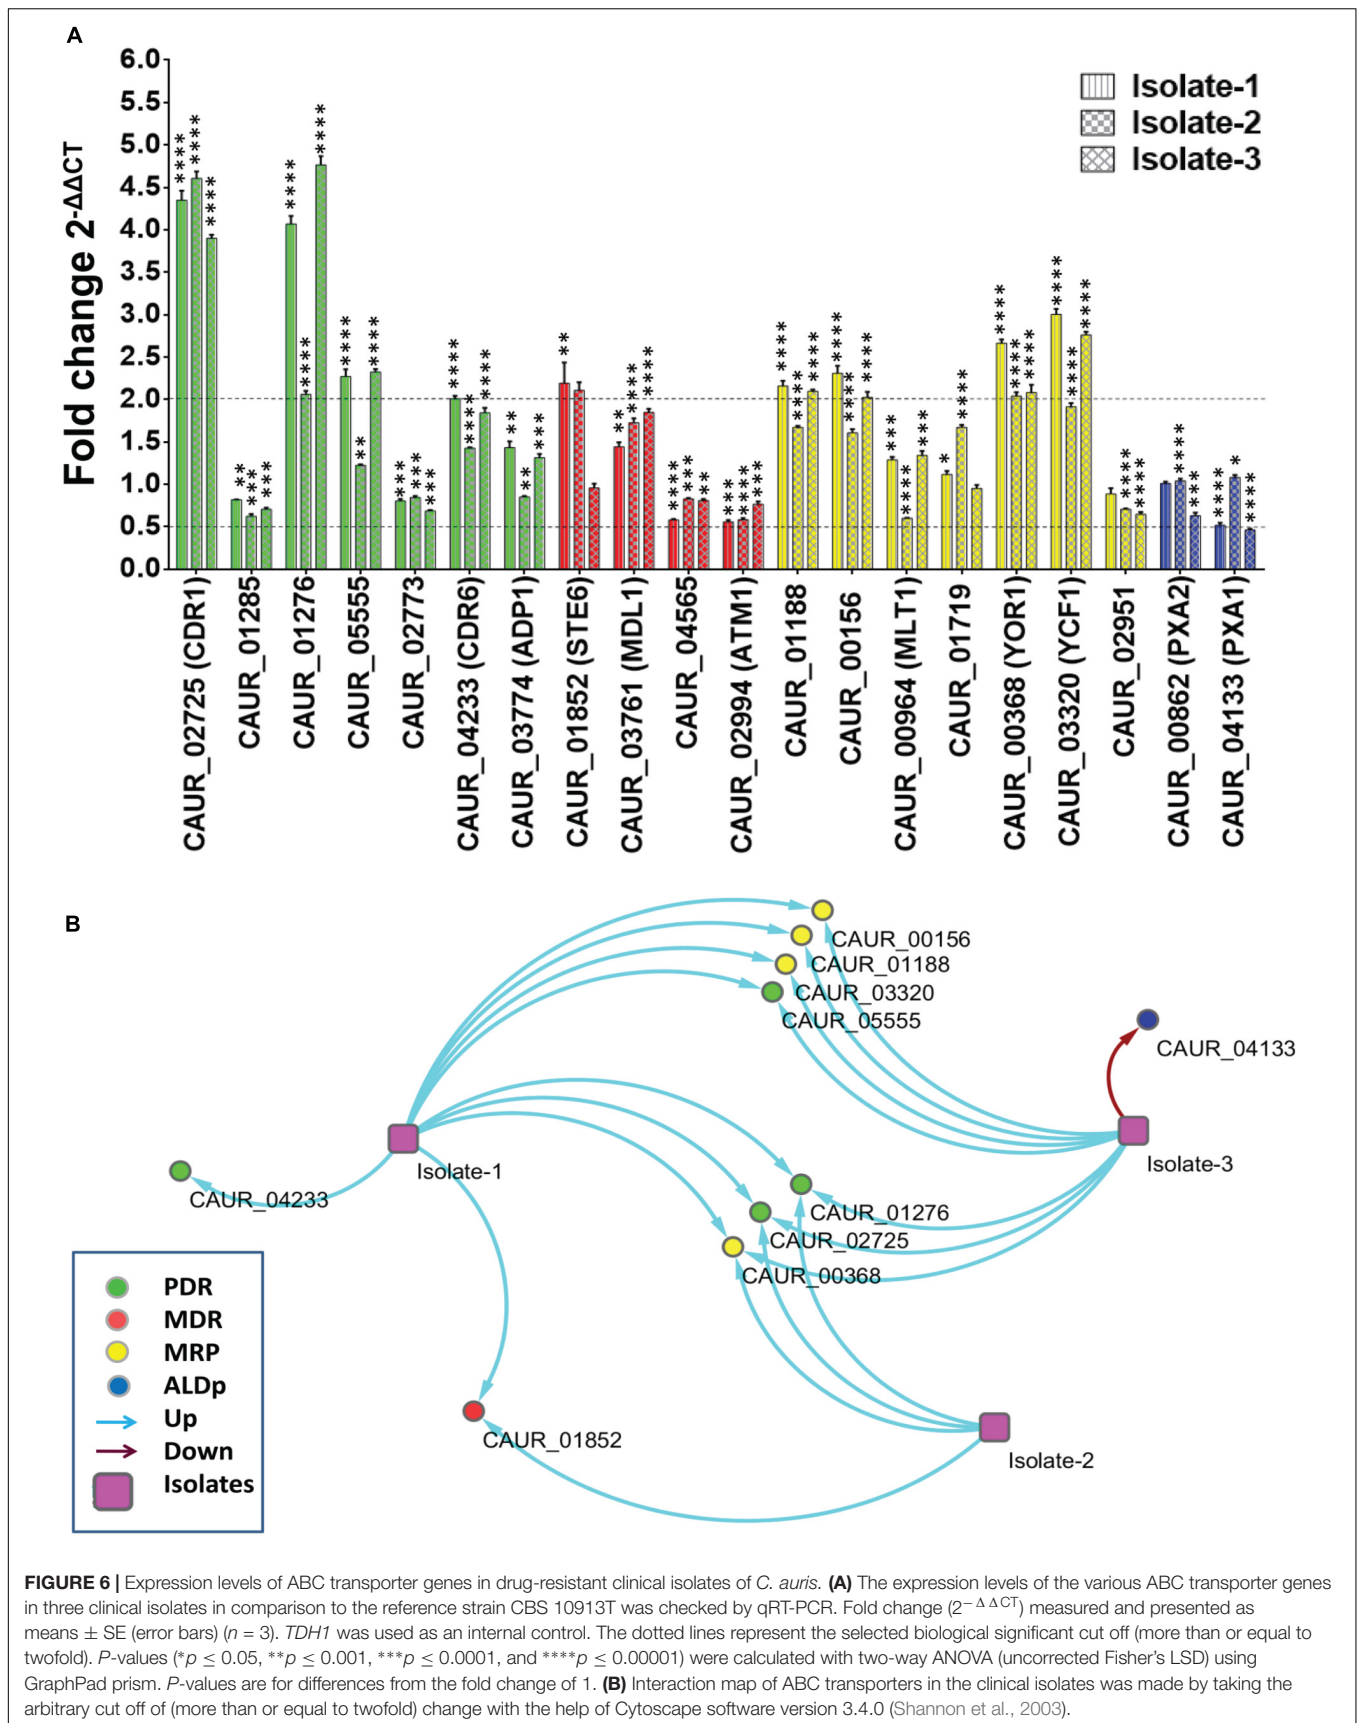 A
Fold change 2-ΔΔCT
6.0
5.5
5.0
4.5
4.0
3.5
3.0
2.5
2.0
1.5
1.0
0.5
0.0
Isolate-1
Isolate-2
Isolate-3
CAUR_02725 (CDR1)
CAUR_01285
CAUR_01276
CAUR_05555
CAUR_02773
CAUR_04233 (CDR6)
CAUR_03774 (ADP1)
CAUR_01852 (STE6)
CAUR_03761 (MDL1)
CAUR_04565
CAUR_02994 (ATM1)
CAUR_01188
CAUR_00156
CAUR_00964 (MLT1)
CAUR_01719
CAUR_00368 (YOR1)
CAUR_03320 (YCF1)
CAUR_02951
CAUR_00862 (PXA2)
CAUR_04133 (PXA1)
B
CAUR_00156
CAUR_01188
CAUR_03320
CAUR_05555
CAUR_04133
Isolate-1
Isolate-3
CAUR_04233
CAUR_01276
CAUR_02725
CAUR_00368
CAUR_01852
Isolate-2
PDR
MDR
MRP
ALDp
Up
Down
Isolates
FIGURE 6 | Expression levels of ABC transporter genes in drug-resistant clinical isolates of C. auris. (A) The expression levels of the various ABC transporter genes
in three clinical isolates in comparison to the reference strain CBS 10913T was checked by qRT-PCR. Fold change (2− Δ Δ CT) measured and presented as
means ± SE (error bars) (n = 3). TDH1 was used as an internal control. The dotted lines represent the selected biological significant cut off (more than or equal to
twofold). P-values (*p ≤ 0.05, **p ≤ 0.001, ***p ≤ 0.0001, and ****p ≤ 0.00001) were calculated with two-way ANOVA (uncorrected Fisher's LSD) using
GraphPad prism. P-values are for differences from the fold change of 1. (B) Interaction map of ABC transporters in the clinical isolates was made by taking the
arbitrary cut off of (more than or equal to twofold) change with the help of Cytoscape software version 3.4.0 (Shannon et al., 2003).